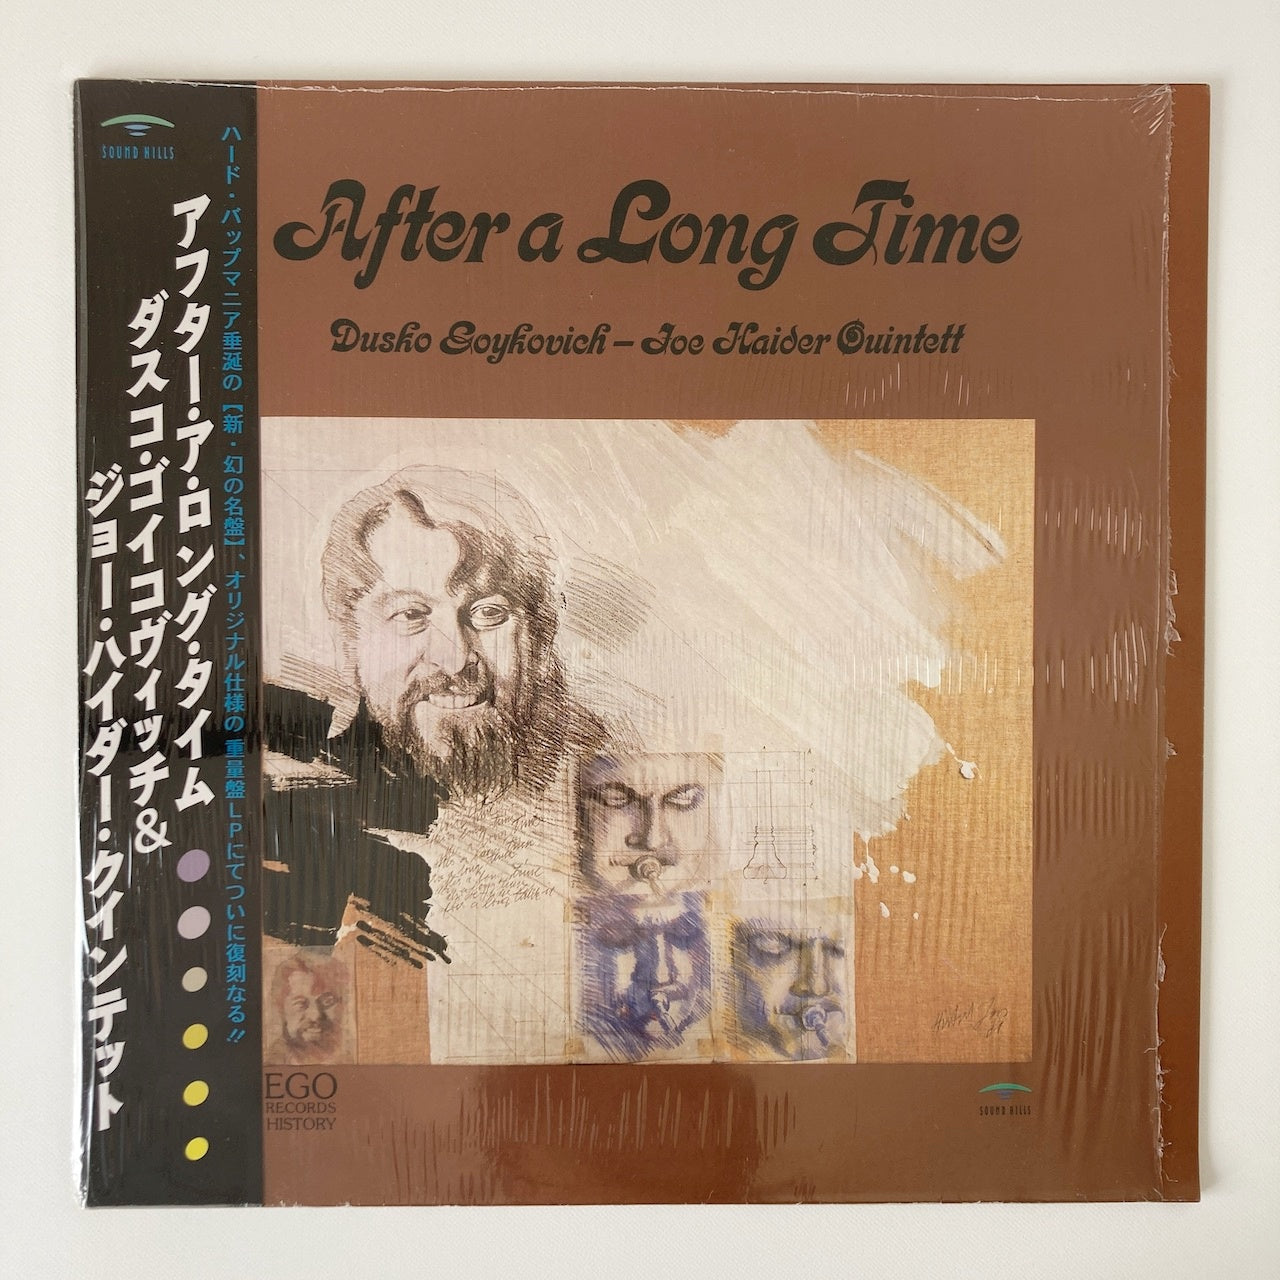 SOUND HILLS
ハード・バップマニア垂涎の【新・幻の名盤】、オリジナル仕様の重量盤LPにてついに復刻なる!!
アフター・ア・ロング・タイム
ダスコ・ゴイコヴィッチ&
ジョー・ハイダー・クインテット
After a Long Time
Dusko Goykovich – Joe Haider Quintett
EGO
RECORDS
HISTORY
SOUND HILLS